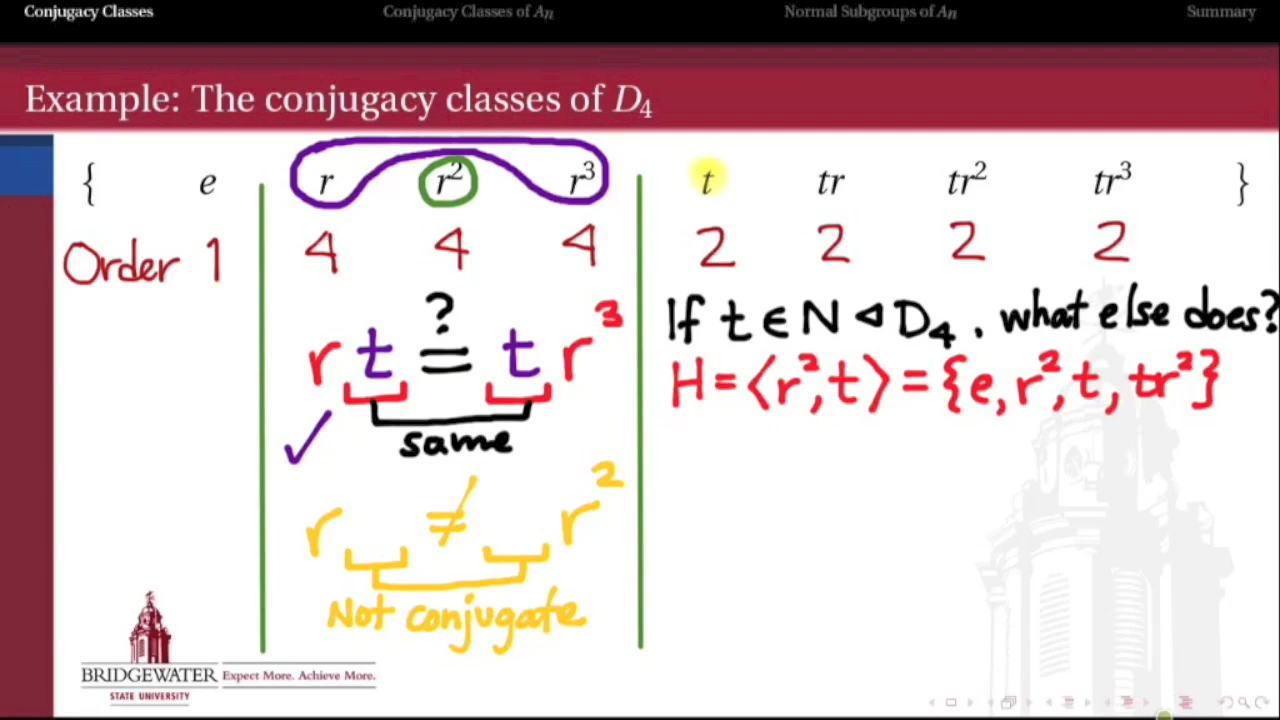 Conjugacy Classes Conjugacy Classes of Aₙ Normal Subgroups of Aₙ Summary
Example: The conjugacy classes of D₄
{ e r r² r³ t tr tr² tr³ }
Order 1 4 4 4 2 2 2 2
?
r t = t r³
same
r ≠ r²
Not conjugate
If t ∈ N ⊲ D₄, what else does?
H = ⟨r², t⟩ = {e, r², t, tr²}
BRIDGEWATER
STATE UNIVERSITY
Expect More. Achieve More.